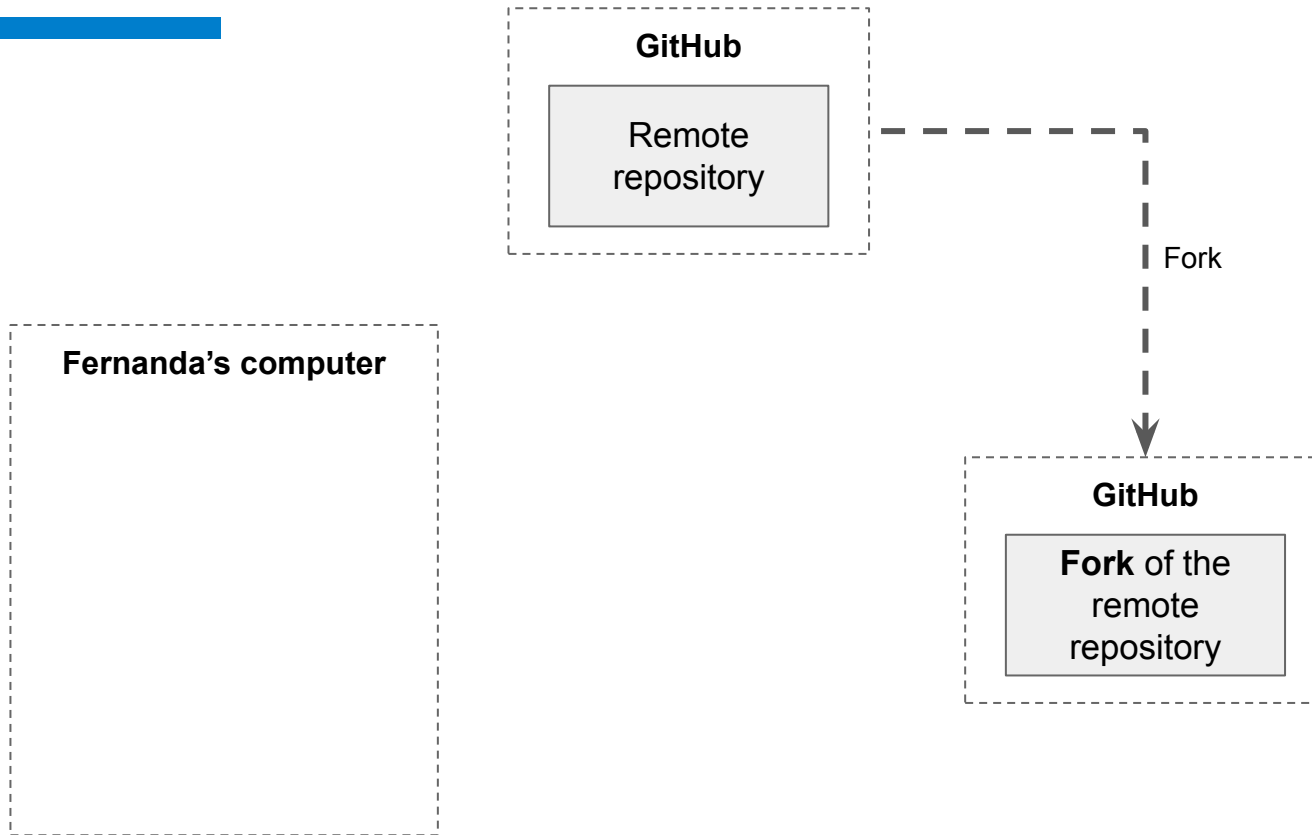 GitHub
Remote
repository
Fork
Fernanda’s computer
GitHub
Fork of the
remote
repository